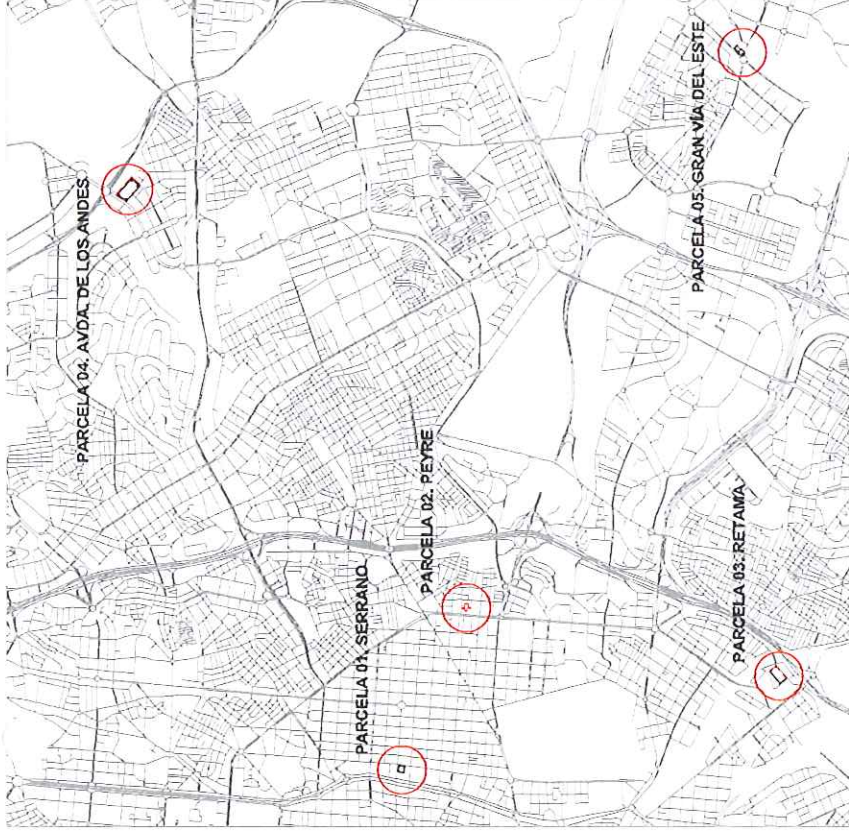 PARCELA 01. SERRANO
PARCELA 02. PEYRE
PARCELA 03. RETAMA
PARCELA 04. AVDA. DE LOS ANDES
PARCELA 05. GRAN VÍA DEL ESTE